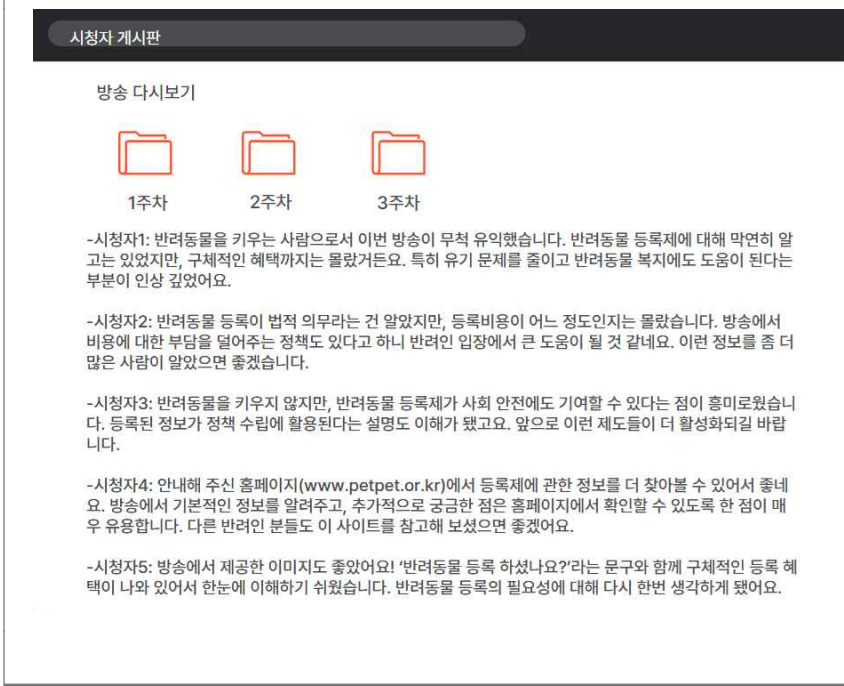 시청자 게시판
방송 다시보기
1주차 2주차 3주차
-시청자1: 반려동물을 키우는 사람으로서 이번 방송이 무척 유익했습니다. 반려동물 등록제에 대해 막연히 알
고는 있었지만, 구체적인 혜택까지는 몰랐거든요. 특히 유기 문제를 줄이고 반려동물 복지에도 도움이 된다는
부분이 인상 깊었어요.
-시청자2: 반려동물 등록이 법적 의무라는 건 알았지만, 등록비용이 어느 정도인지는 몰랐습니다. 방송에서
비용에 대한 부담을 덜어주는 정책도 있다고 하니 반려인 입장에서 큰 도움이 될 것 같네요. 이런 정보를 좀 더
많은 사람이 알았으면 좋겠습니다.
-시청자3: 반려동물을 키우지 않지만, 반려동물 등록제가 사회 안전에도 기여할 수 있다는 점이 흥미로웠습니
다. 등록된 정보가 정책 수립에 활용된다는 설명도 이해가 됐고요. 앞으로 이런 제도들이 더 활성화되길 바랍
니다.
-시청자4: 안내해 주신 홈페이지(www.petpet.or.kr)에서 등록제에 관한 정보를 더 찾아볼 수 있어서 좋네
요. 방송에서 기본적인 정보를 알려주고, 추가적으로 궁금한 점은 홈페이지에서 확인할 수 있도록 한 점이 매
우 유용합니다. 다른 반려인 분들도 이 사이트를 참고해 보셨으면 좋겠어요.
-시청자5: 방송에서 제공한 이미지도 좋았어요! ‘반려동물 등록 하셨나요?’라는 문구와 함께 구체적인 등록 혜
택이 나와 있어서 한눈에 이해하기 쉬웠습니다. 반려동물 등록의 필요성에 대해 다시 한번 생각하게 됐어요.